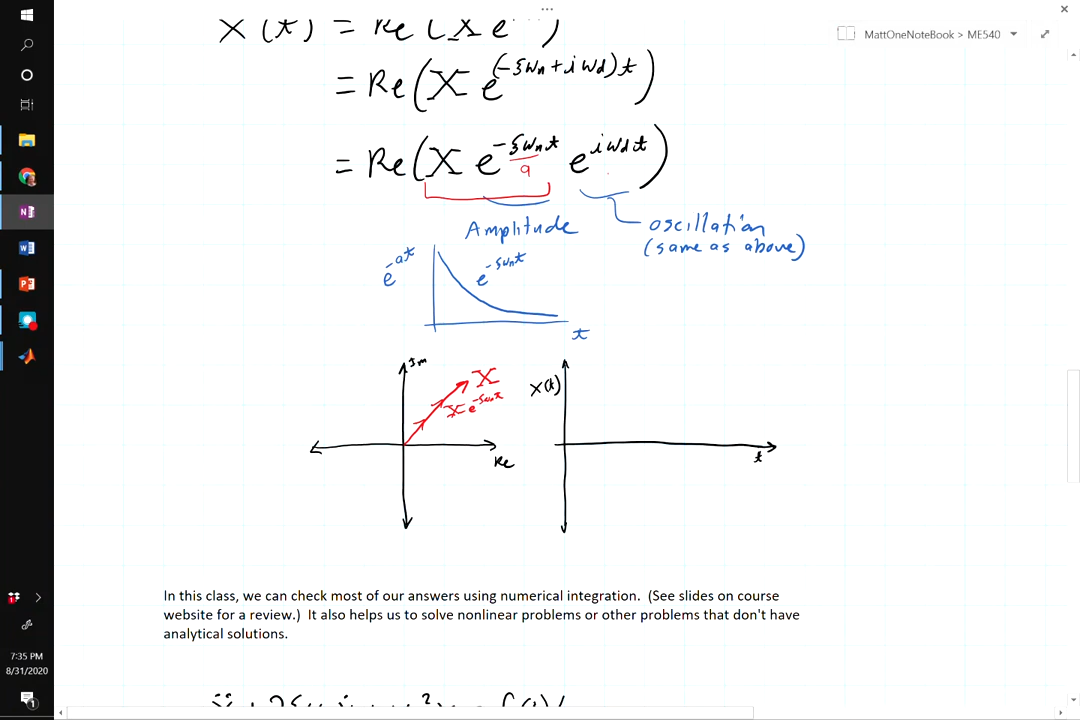 MattOneNoteBook > ME540
X(t) = Re(X e
= Re(X e^(-ζωn+iωd)t)
= Re(X e^-ζωnt e^iωdt)
a
Amplitude
oscillation
(same as above)
e^-at
e^-ζωnt
t
Im
X
X e^-ζωnt
Re
X(t)
t
In this class, we can check most of our answers using numerical integration. (See slides on course
website for a review.) It also helps us to solve nonlinear problems or other problems that don't have
analytical solutions.
7:35 PM
8/31/2020